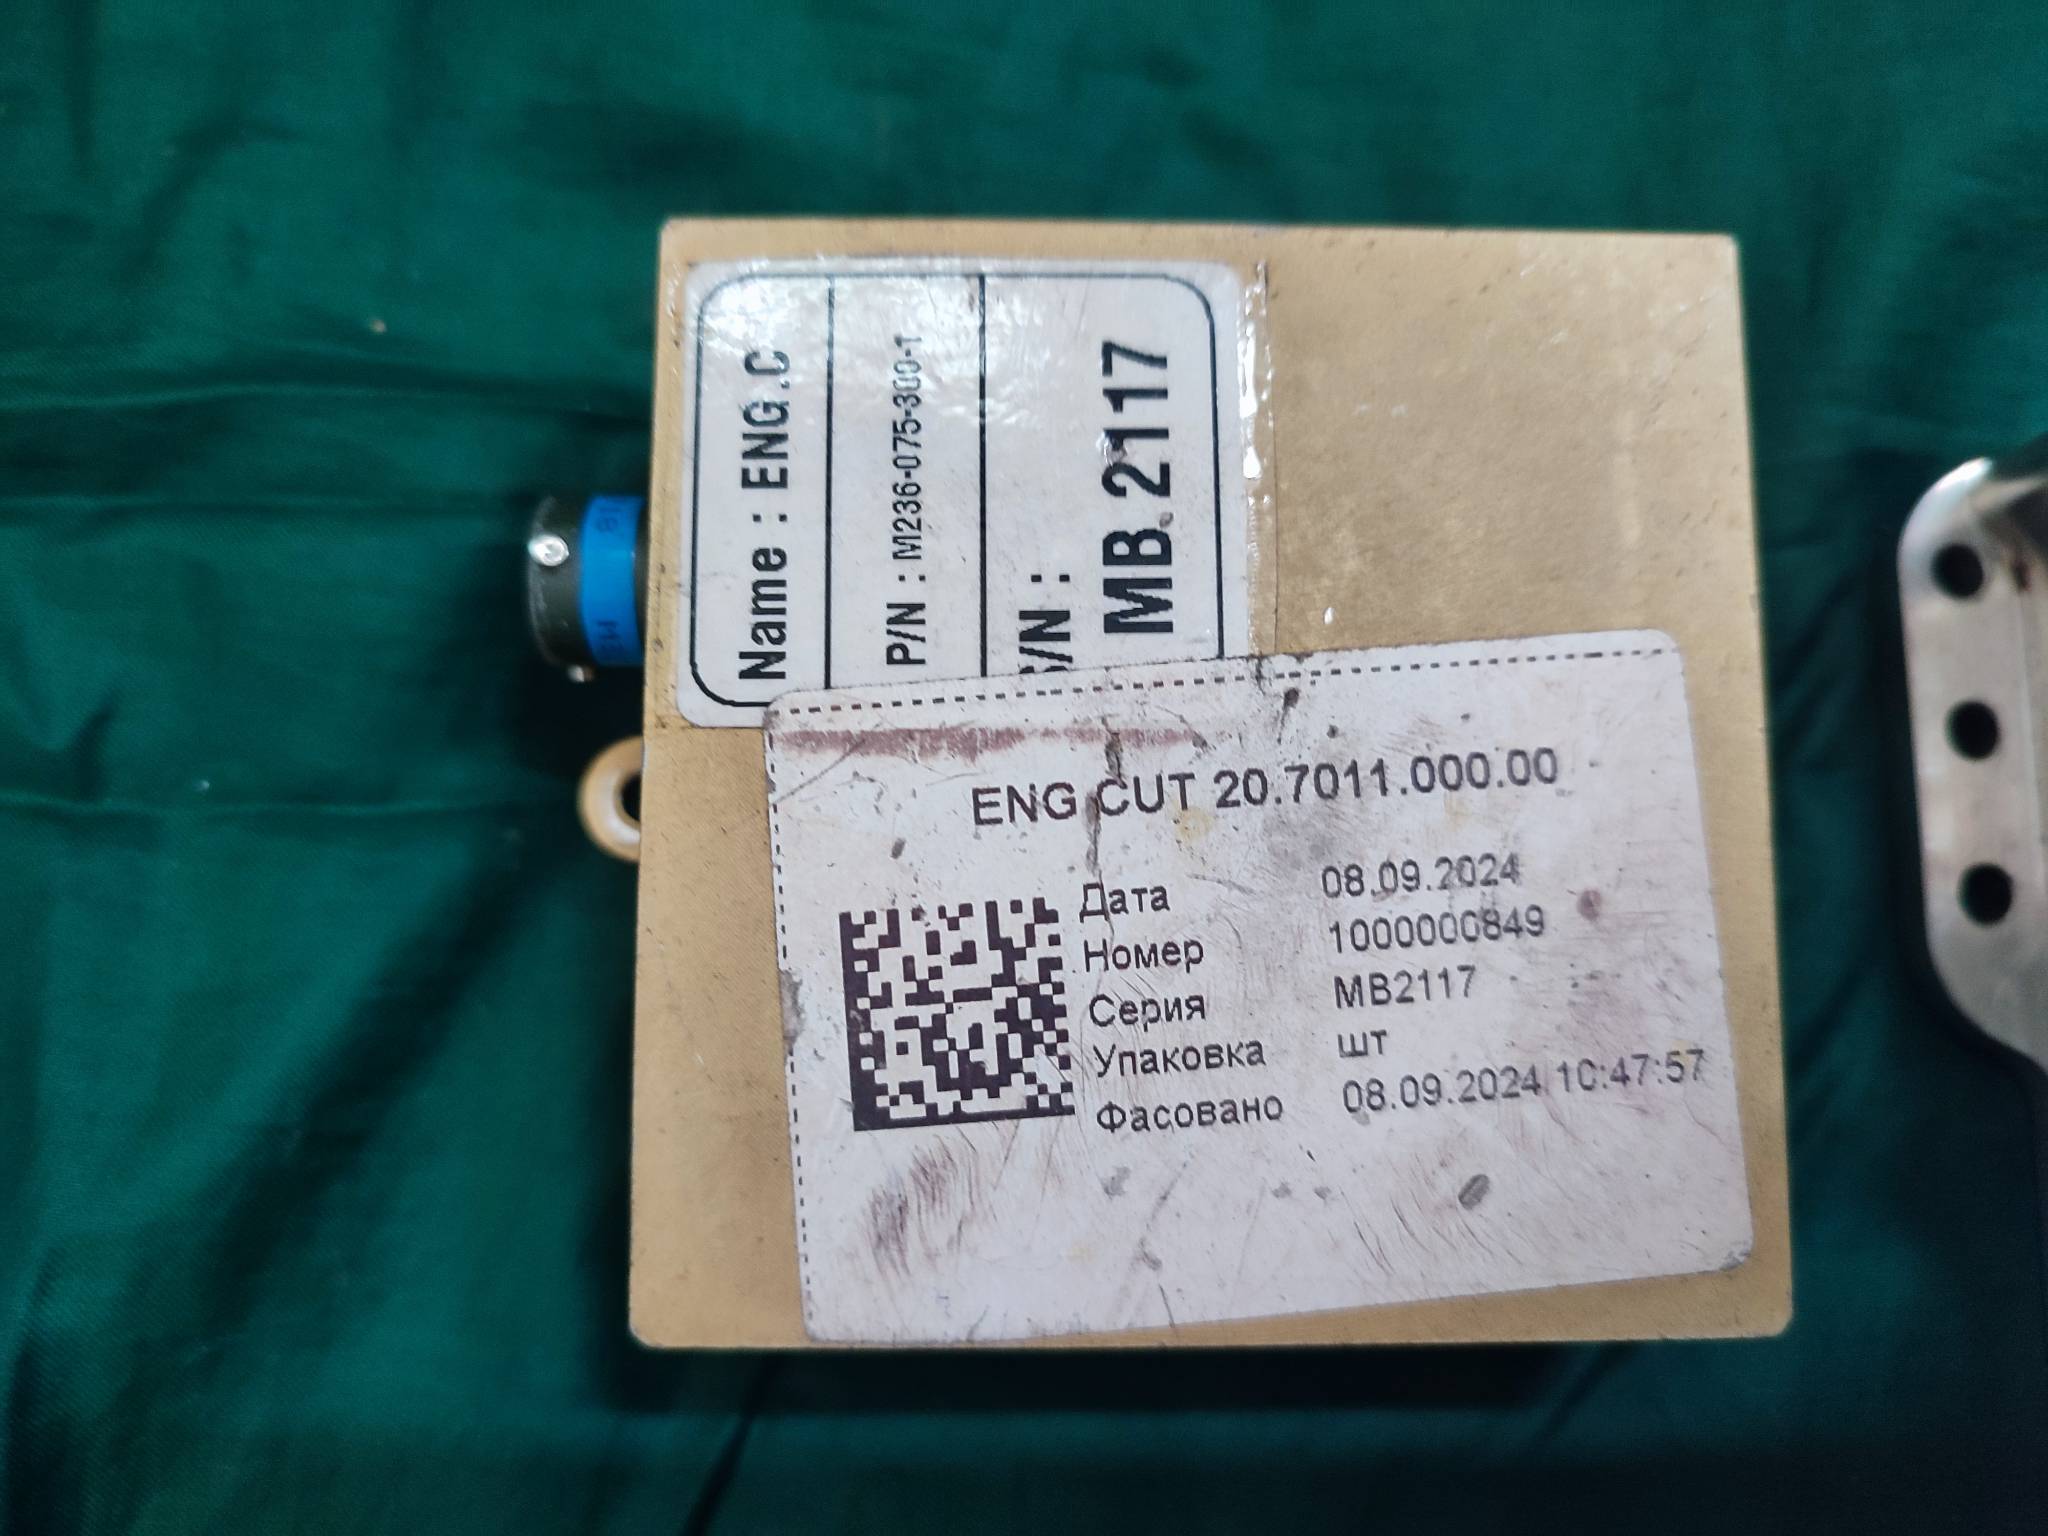 Name : ENG.C
P/N : M236-075-300-1
S/N :
MB.2117
ENG CUT 20.7011.000.00
Дата 08.09.2024
Номер 1000000849
Серия MB2117
Упаковка шт
Фасовано 08.09.2024 10:47:57